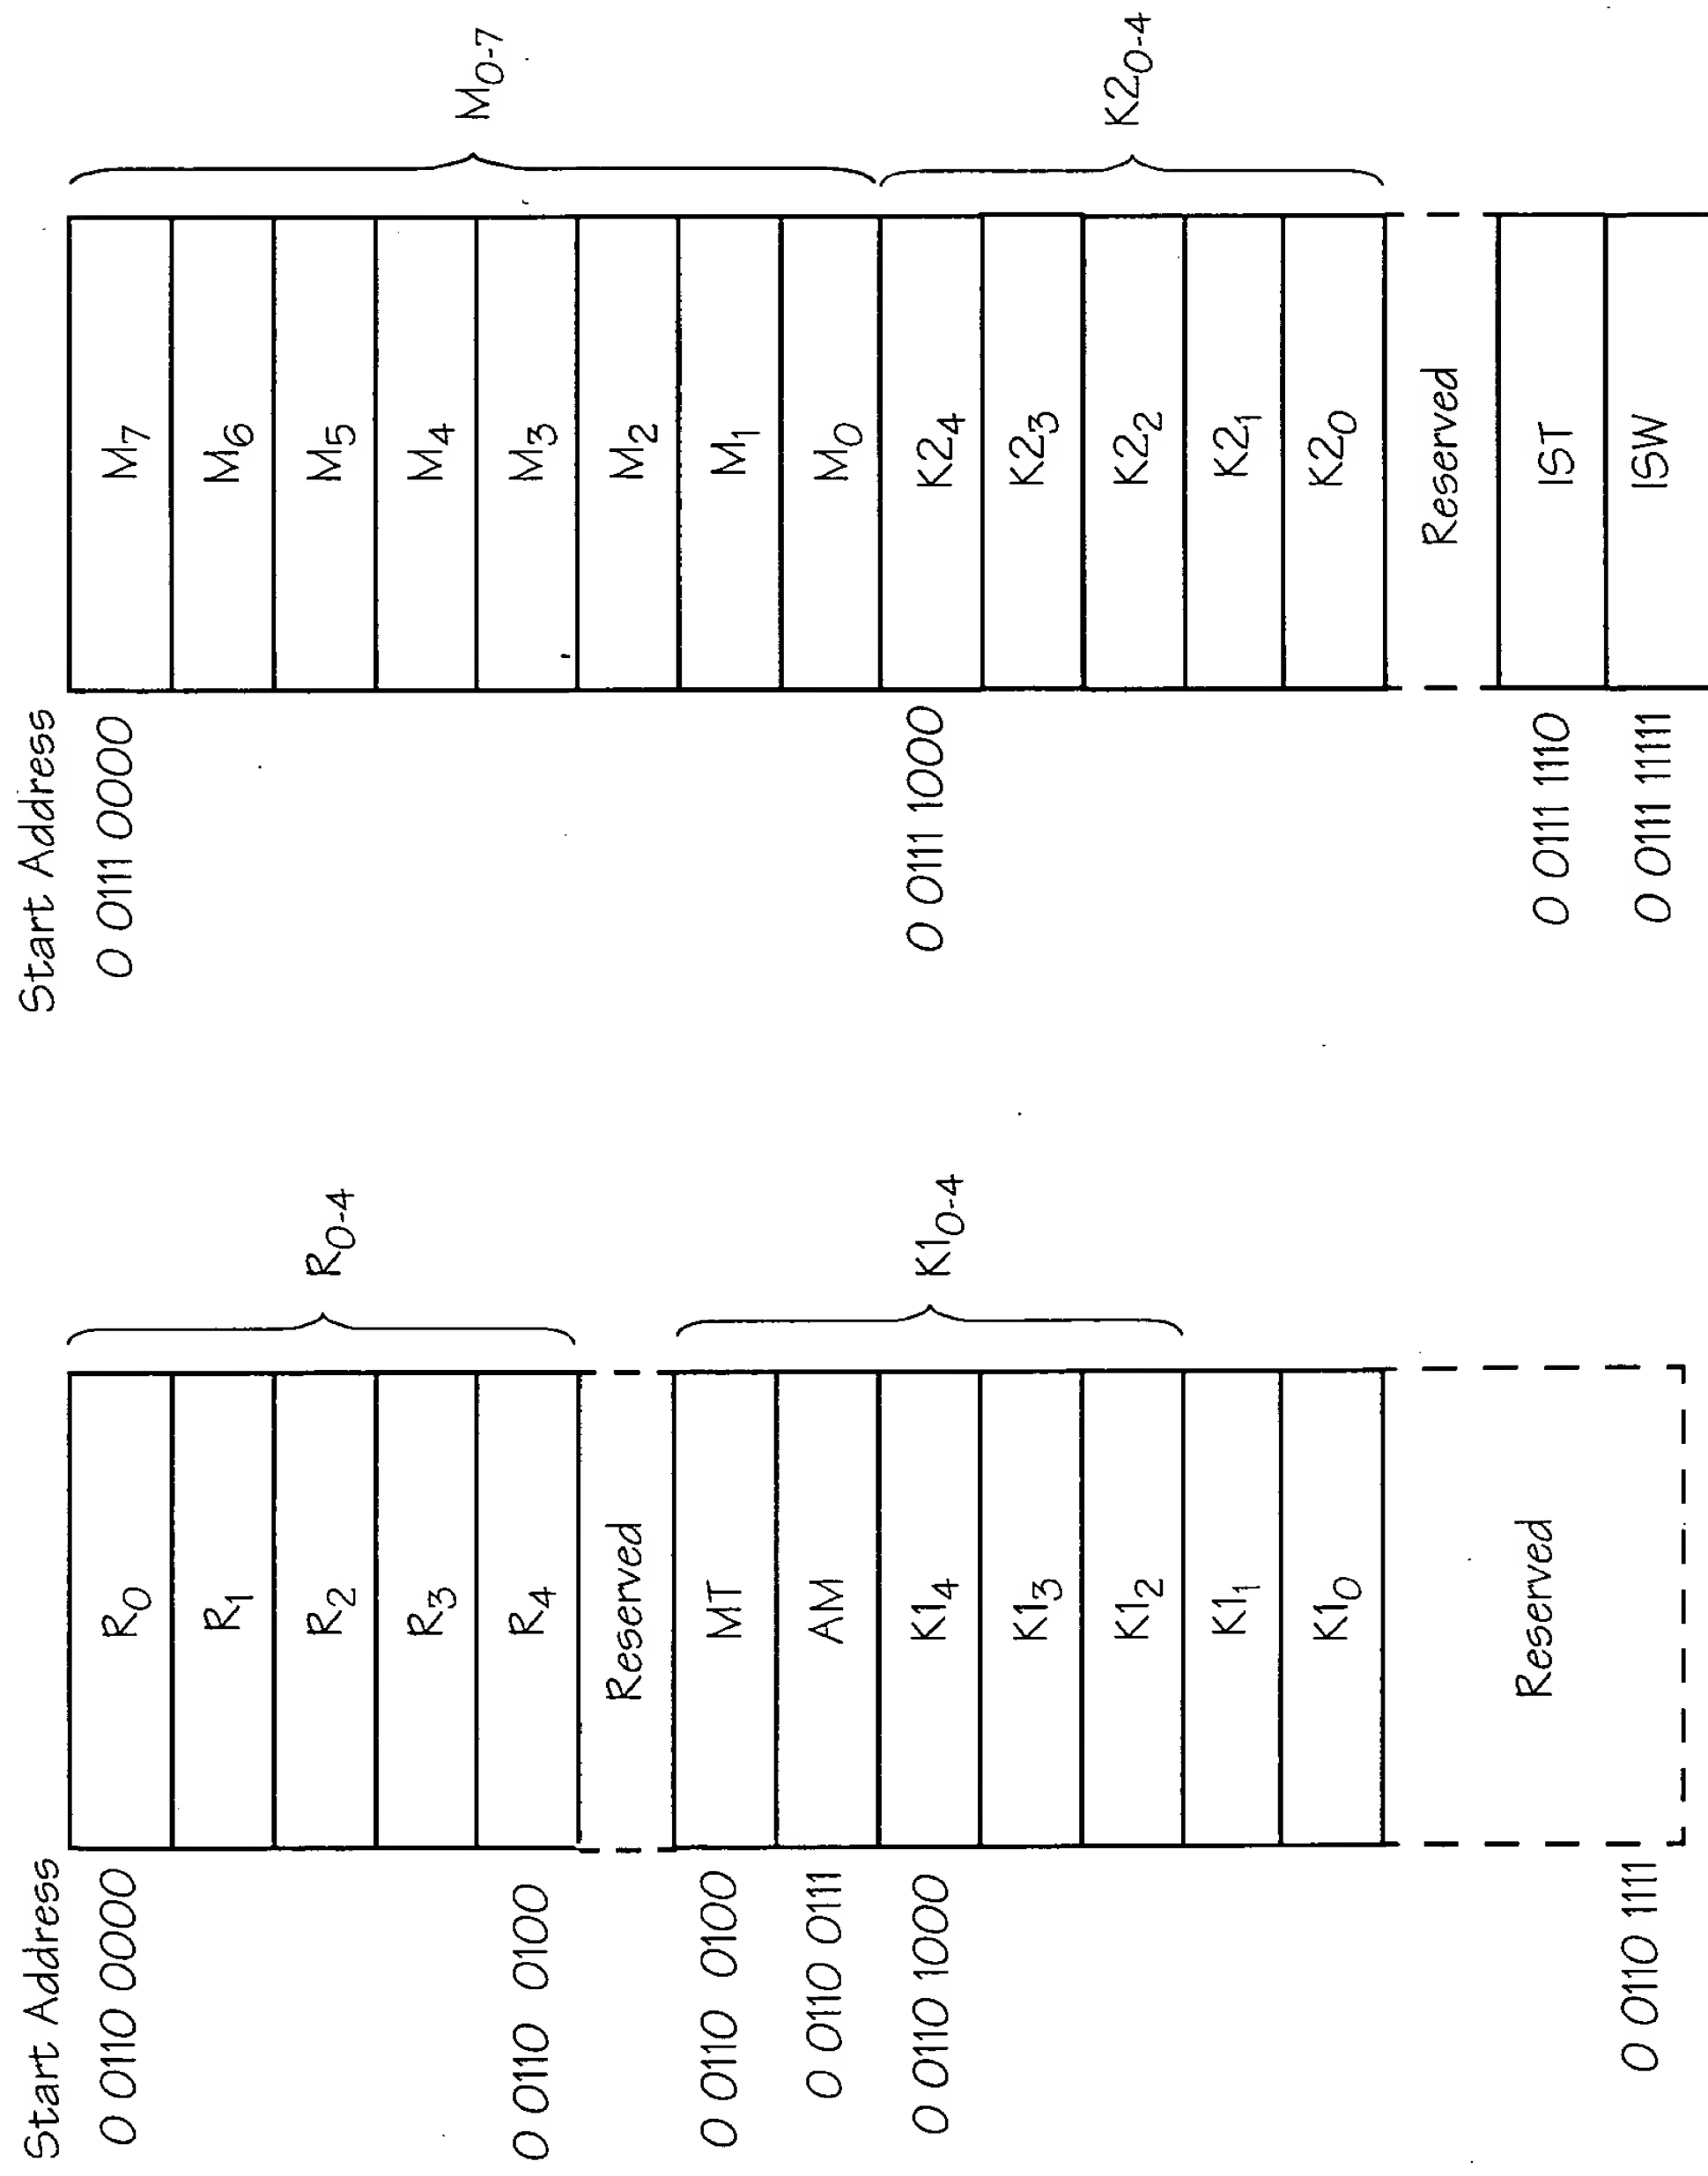 Start Address
0 0110 0000 R0
R1
R2
R3
0 0110 0100 R4
R0-4
Reserved
0 0110 0100 MT
0 0110 0111 AM
0 0110 1000 K14
K13
K12
K11
K10
K10-4
Reserved
0 0110 1111
Start Address
0 0111 0000 M7
M6
M5
M4
M3
M2
M1
M0
M0-7
0 0111 1000 K24
K23
K22
K21
K20
K20-4
Reserved
0 0111 1110 IST
0 0111 11111 ISW